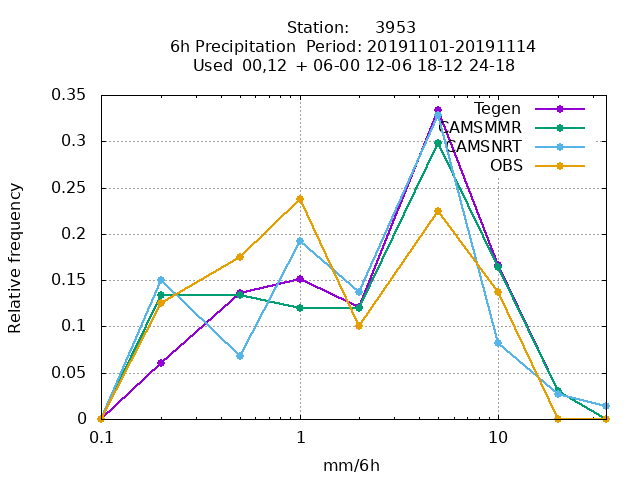 Station: 3953
6h Precipitation Period: 20191101-20191114
Used 00,12 + 06-00 12-06 18-12 24-18
Relative frequency
0.35
0.3
0.25
0.2
0.15
0.1
0.05
0
0.1
1
10
mm/6h
Tegen
CAMSMMR
CAMSNRT
OBS